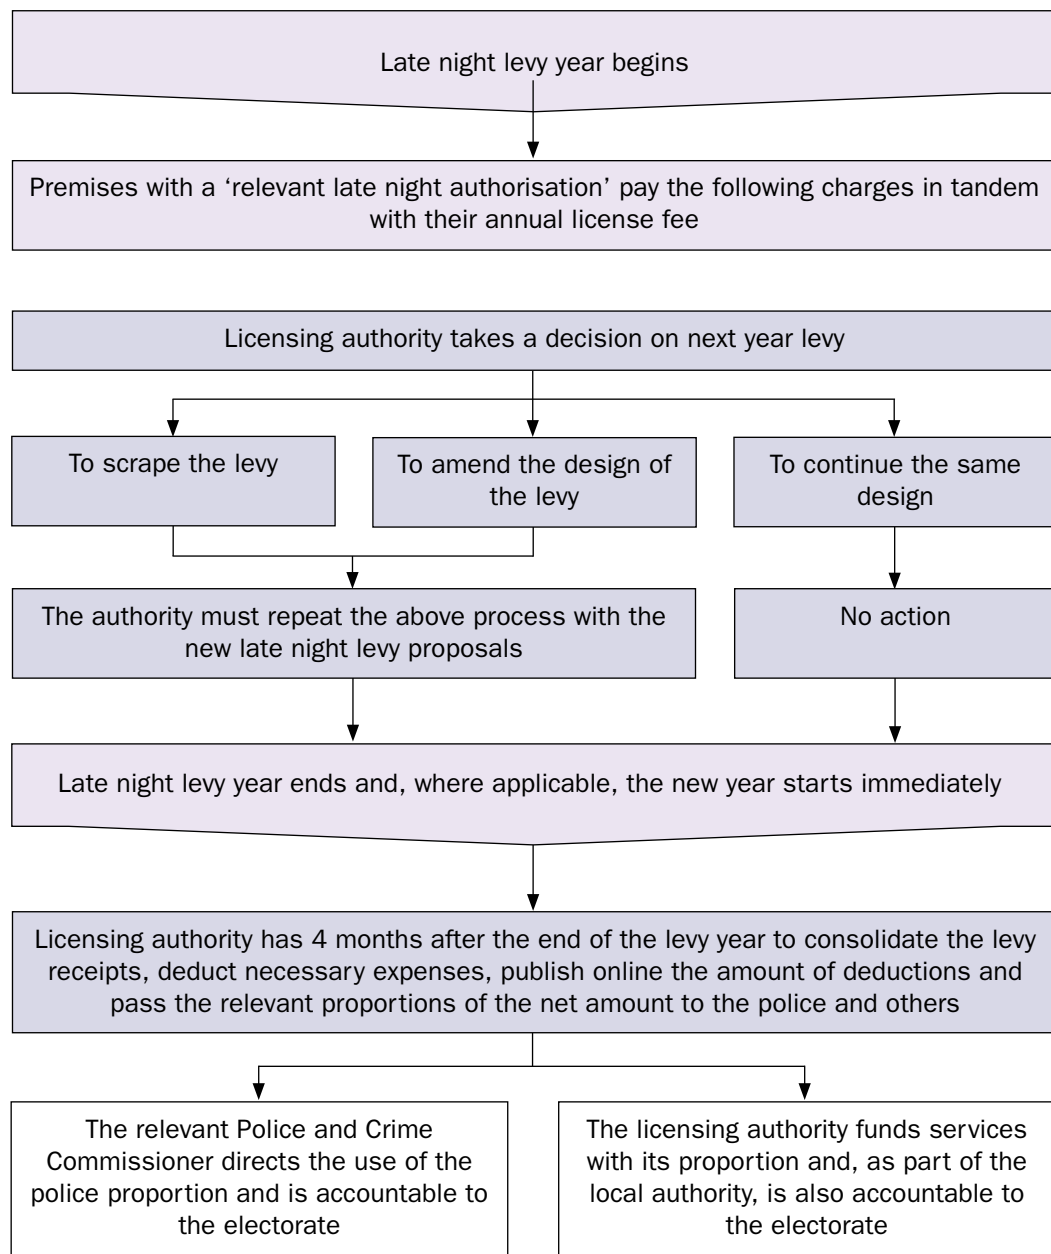 Late night levy year begins
Premises with a ‘relevant late night authorisation’ pay the following charges in tandem
with their annual license fee
Licensing authority takes a decision on next year levy
To scrape the levy
To amend the design of
the levy
To continue the same
design
The authority must repeat the above process with the
new late night levy proposals
No action
Late night levy year ends and, where applicable, the new year starts immediately
Licensing authority has 4 months after the end of the levy year to consolidate the levy
receipts, deduct necessary expenses, publish online the amount of deductions and
pass the relevant proportions of the net amount to the police and others
The relevant Police and Crime
Commissioner directs the use of the
police proportion and is accountable to
the electorate
The licensing authority funds services
with its proportion and, as part of the
local authority, is also accountable to
the electorate